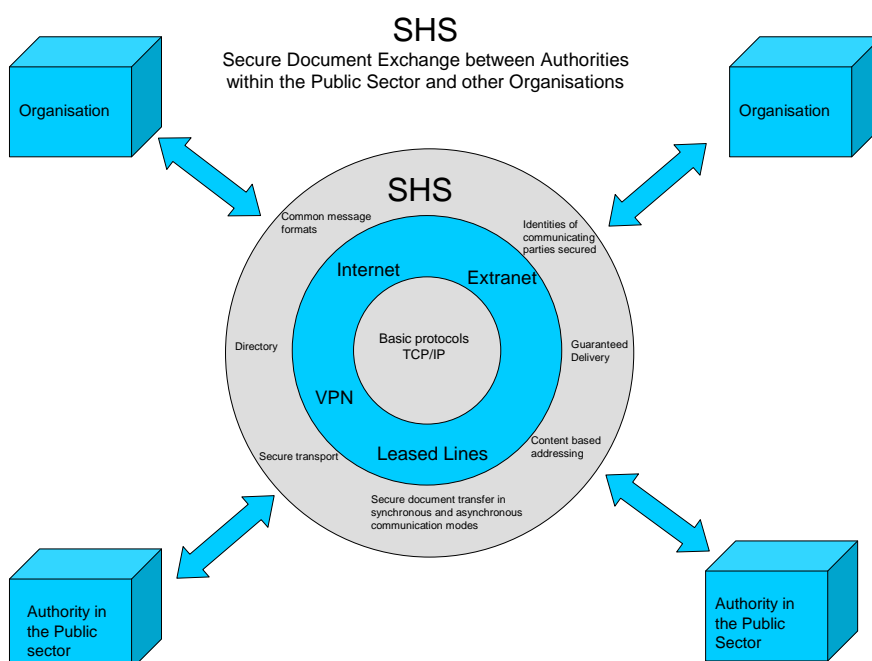 SHS
Secure Document Exchange between Authorities
within the Public Sector and other Organisations
Organisation
Organisation
SHS
Common message
formats
Identities of
communicating
parties secured
Internet
Extranet
Basic protocols
TCP/IP
Directory
Guaranteed
Delivery
VPN
Leased Lines
Content based
addressing
Secure transport
Secure document transfer in
synchronous and asynchronous
communication modes
Authority in
the Public
sector
Authority in
the Public
Sector